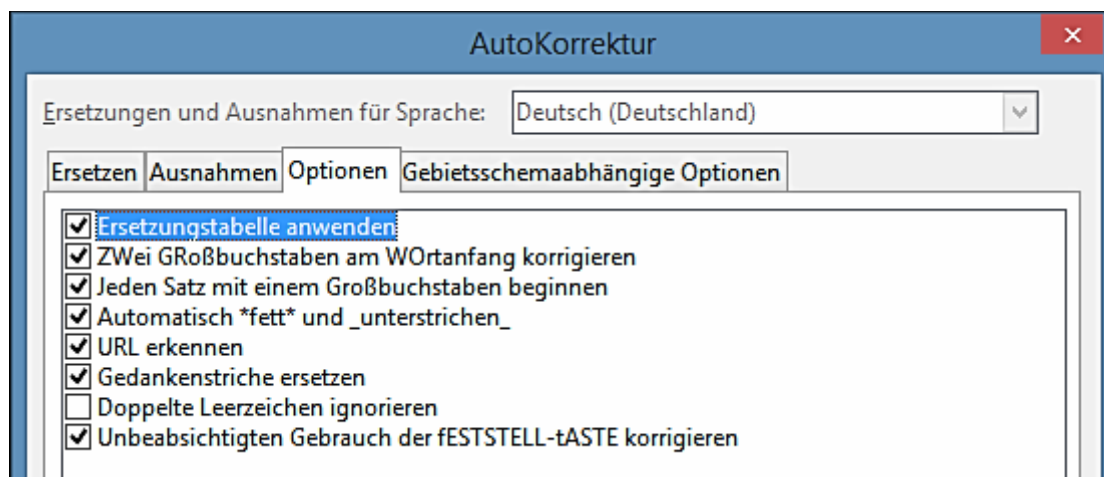 AutoKorrektur
Ersetzungen und Ausnahmen für Sprache: Deutsch (Deutschland)
Ersetzen Ausnahmen Optionen Gebietsschemaabhängige Optionen
Ersetzungstabelle anwenden
ZWei GRoßbuchstaben am WOrtanfang korrigieren
Jeden Satz mit einem Großbuchstaben beginnen
Automatisch *fett* und _unterstrichen_
URL erkennen
Gedankenstriche ersetzen
Doppelte Leerzeichen ignorieren
Unbeabsichtigten Gebrauch der fESTSTELL-tASTE korrigieren